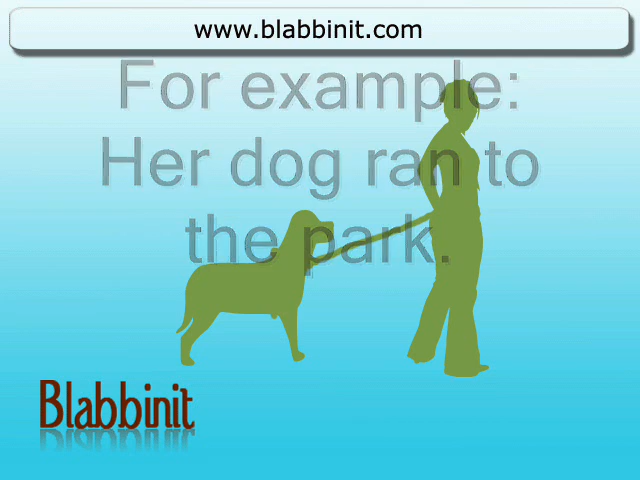 www.blabbinit.com
For example:
Her dog ran to
the park.
Blabbinit